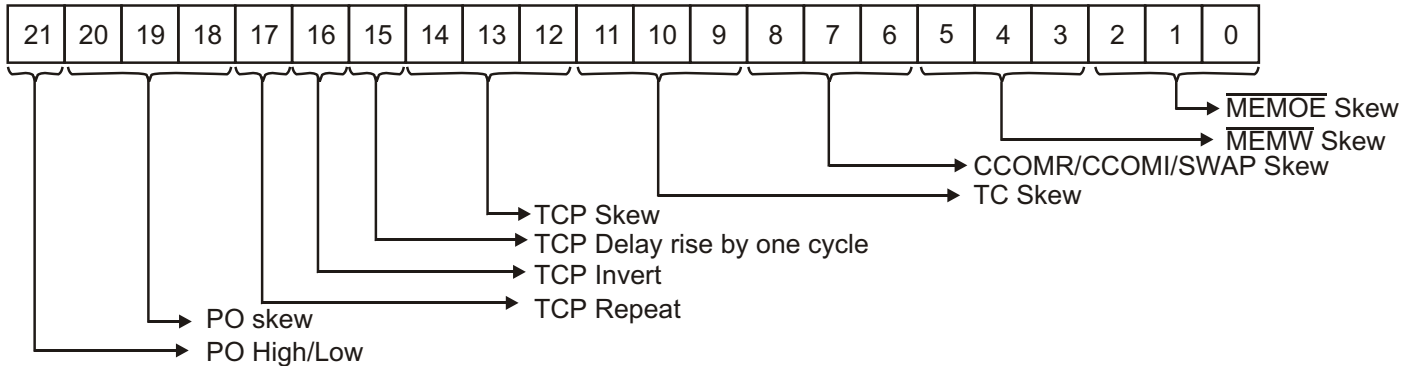 21 20 19 18 17 16 15 14 13 12 11 10 9 8 7 6 5 4 3 2 1 0
MEMOE Skew
MEMW Skew
CCOMR/CCOMI/SWAP Skew
TC Skew
TCP Skew
TCP Delay rise by one cycle
TCP Invert
TCP Repeat
PO skew
PO High/Low